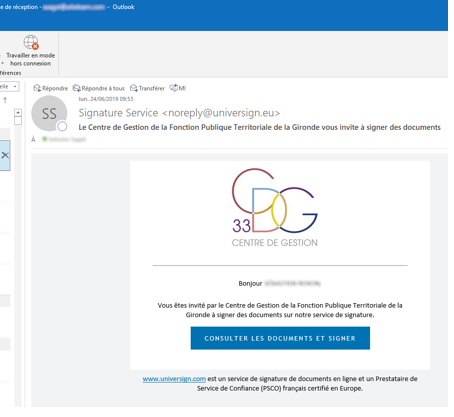 e de réception - - Outlook
Travailler en mode
hors connexion
férences
elle
Répondre Répondre à tous Transférer MI
lun. 24/06/2019 09:53
SS
Signature Service <noreply@universign.eu>
Le Centre de Gestion de la Fonction Publique Territoriale de la Gironde vous invite à signer des documents
À
CDG
33
CENTRE DE GESTION
Bonjour
Vous êtes invité par le Centre de Gestion de la Fonction Publique Territoriale de la
Gironde à signer des documents sur notre service de signature.
CONSULTER LES DOCUMENTS ET SIGNER
www.universign.com est un service de signature de documents en ligne et un Prestataire de
Service de Confiance (PSCO) français certifié en Europe.